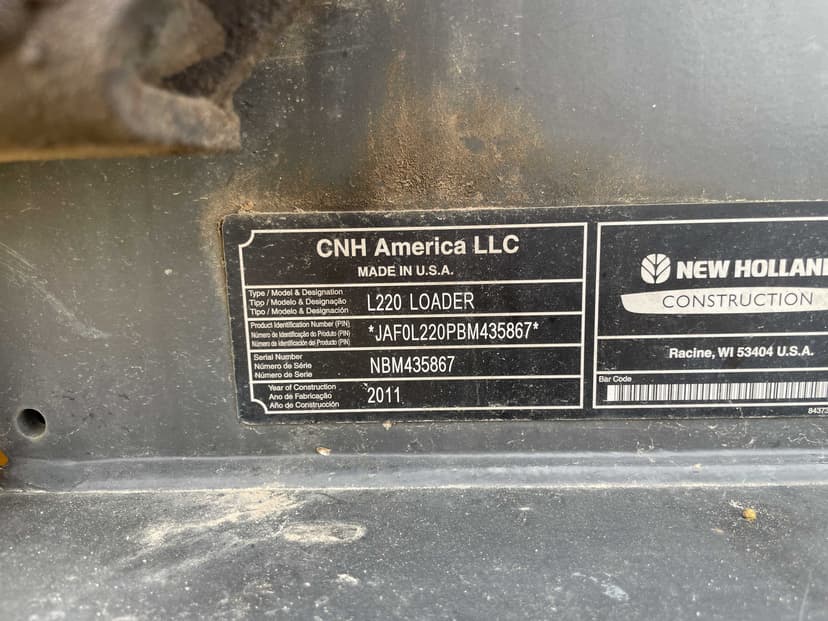 CNH America LLC
MADE IN U.S.A.
Type / Model & Designation
Tipo / Modelo & Designação
Tipo / Modelo & Designación
L220 LOADER
Product Identification Number (PIN)
Número de Identificação do Produto (PIN)
Número de Identificación del Producto (PIN)
*JAF0L220PBM435867*
Serial Number
Número de Série
Número de Serie
NBM435867
Year of Construction
Ano de Fabricação
Año de Construcción
2011
NEW HOLLAND
CONSTRUCTION
Racine, WI 53404 U.S.A.
Bar Code
8437